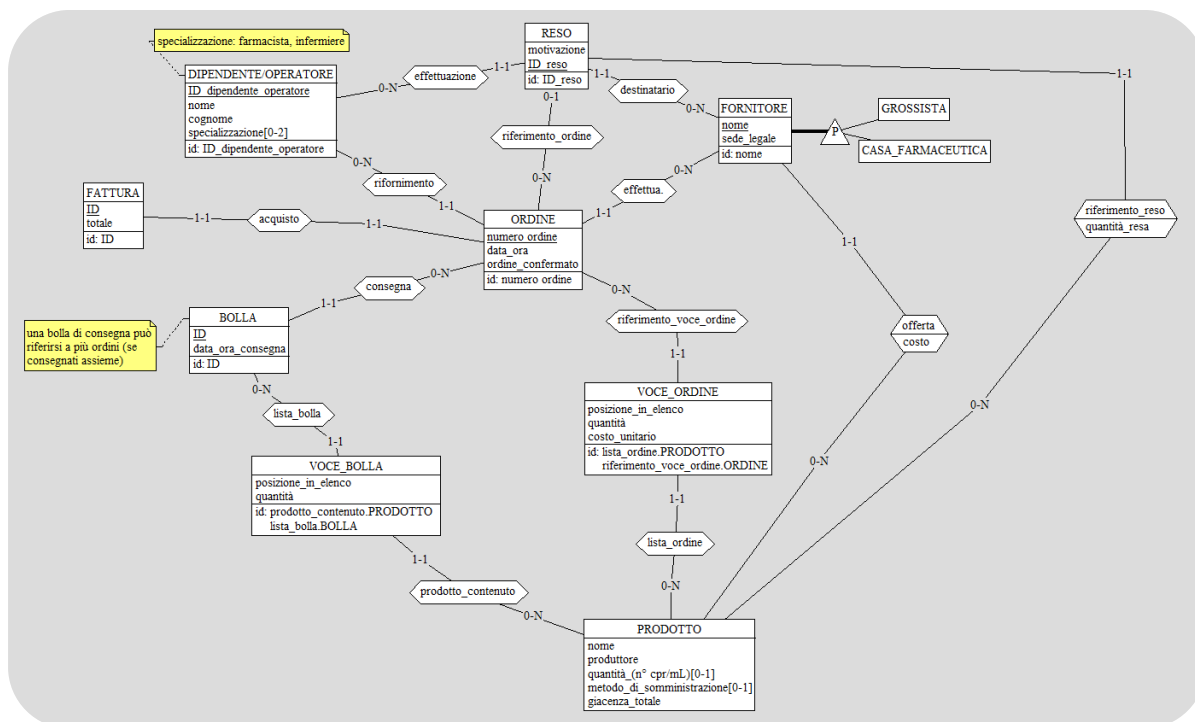 specializzazione: farmacista, infermiere
RESO
motivazione
ID_reso
id: ID_reso
DIPENDENTE/OPERATORE
ID_dipendente_operatore
nome
cognome
specializzazione[0-2]
id: ID_dipendente_operatore
effettuazione
1-1
0-N
1-1
destinatario
0-N
1-1
0-1
riferimento_ordine
0-N
FORNITORE
nome
sede_legale
id: nome
P
GROSSISTA
CASA_FARMACEUTICA
0-N
rifornimento
1-1
0-N
effettua.
1-1
FATTURA
ID
totale
id: ID
1-1
acquisto
1-1
ORDINE
numero ordine
data_ora
ordine_confermato
id: numero ordine
riferimento_reso
quantità_resa
1-1
0-N
consegna
1-1
0-N
riferimento_voce_ordine
1-1
una bolla di consegna può
riferirsi a più ordini (se
consegnati assieme)
BOLLA
ID
data_ora_consegna
id: ID
offerta
costo
0-N
lista_bolla
1-1
VOCE_ORDINE
posizione_in_elenco
quantità
costo_unitario
id: lista_ordine.PRODOTTO
riferimento_voce_ordine.ORDINE
0-N
VOCE_BOLLA
posizione_in_elenco
quantità
id: prodotto_contenuto.PRODOTTO
lista_bolla.BOLLA
0-N
1-1
lista_ordine
0-N
1-1
prodotto_contenuto
0-N
PRODOTTO
nome
produttore
quantità_(n° cpr/mL)[0-1]
metodo_di_somministrazione[0-1]
giacenza_totale